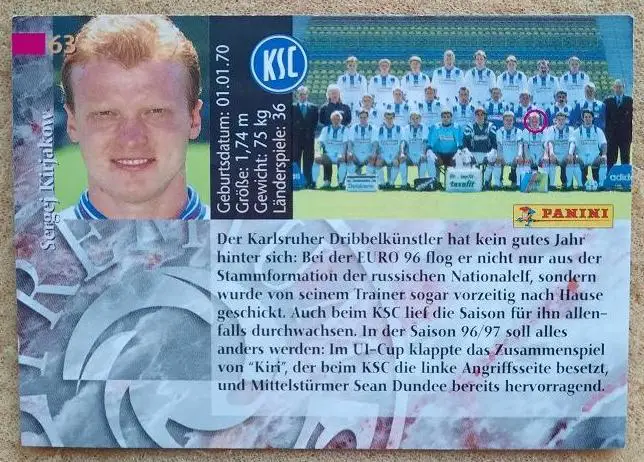 63
Sergej Kirjakow
KSC
Geburtsdatum: 01.01.70
Größe: 1,74 m
Gewicht: 75 kg
Länderspiele: 36
PANINI
Der Karlsruher Dribbelkünstler hat kein gutes Jahr
hinter sich: Bei der EURO 96 flog er nicht nur aus der
Stammformation der russischen Nationalelf, sondern
wurde von seinem Trainer sogar vorzeitig nach Hause
geschickt. Auch beim KSC lief die Saison für ihn allen-
falls durchwachsen. In der Saison 96/97 soll alles
anders werden: Im UI-Cup klappte das Zusammenspiel
von "Kiri", der beim KSC die linke Angriffsseite besetzt,
und Mittelstürmer Sean Dundee bereits hervorragend.